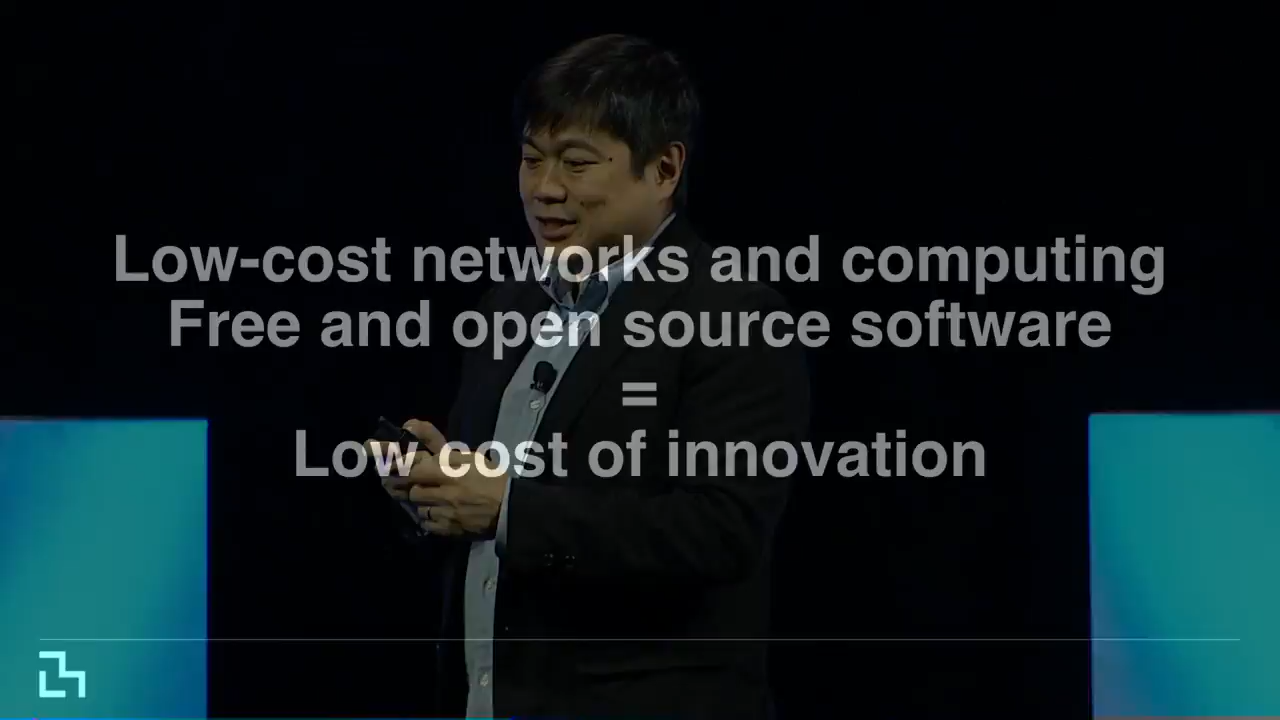 Low-cost networks and computing
Free and open source software
=
Low cost of innovation